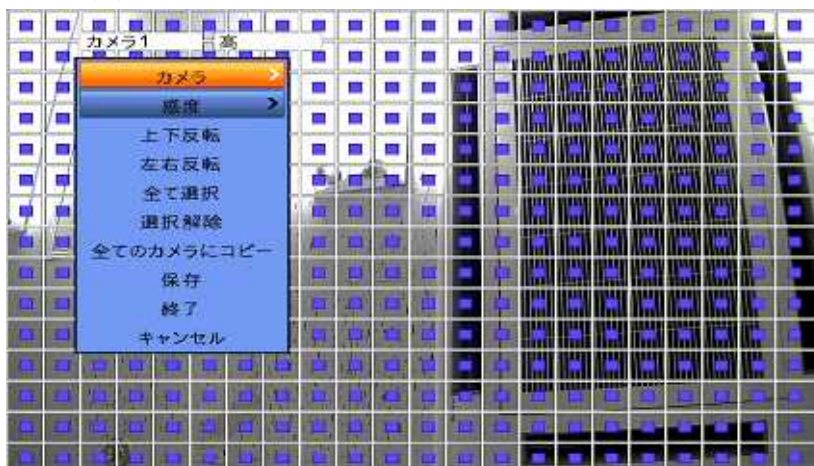 カメラ1 高
カメラ >
感度 >
上下反転
左右反転
全て選択
選択解除
全てのカメラにコピー
保存
終了
キャンセル